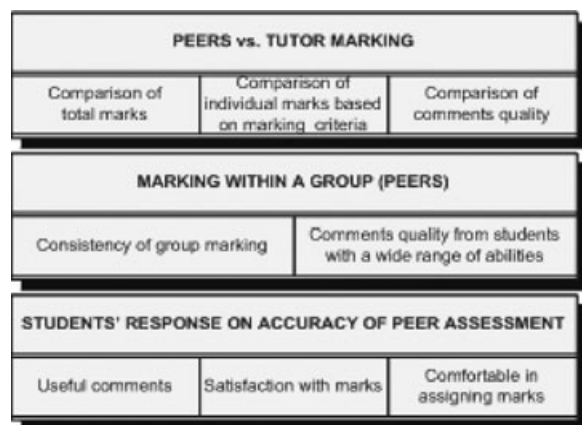 PEERS vs. TUTOR MARKING
Comparison of
total marks
Comparison of
individual marks based
on marking criteria
Comparison of
comments quality
MARKING WITHIN A GROUP (PEERS)
Consistency of group marking
Comments quality from students
with a wide range of abilities
STUDENTS' RESPONSE ON ACCURACY OF PEER ASSESSMENT
Useful comments
Satisfaction with marks
Comfortable in
assigning marks